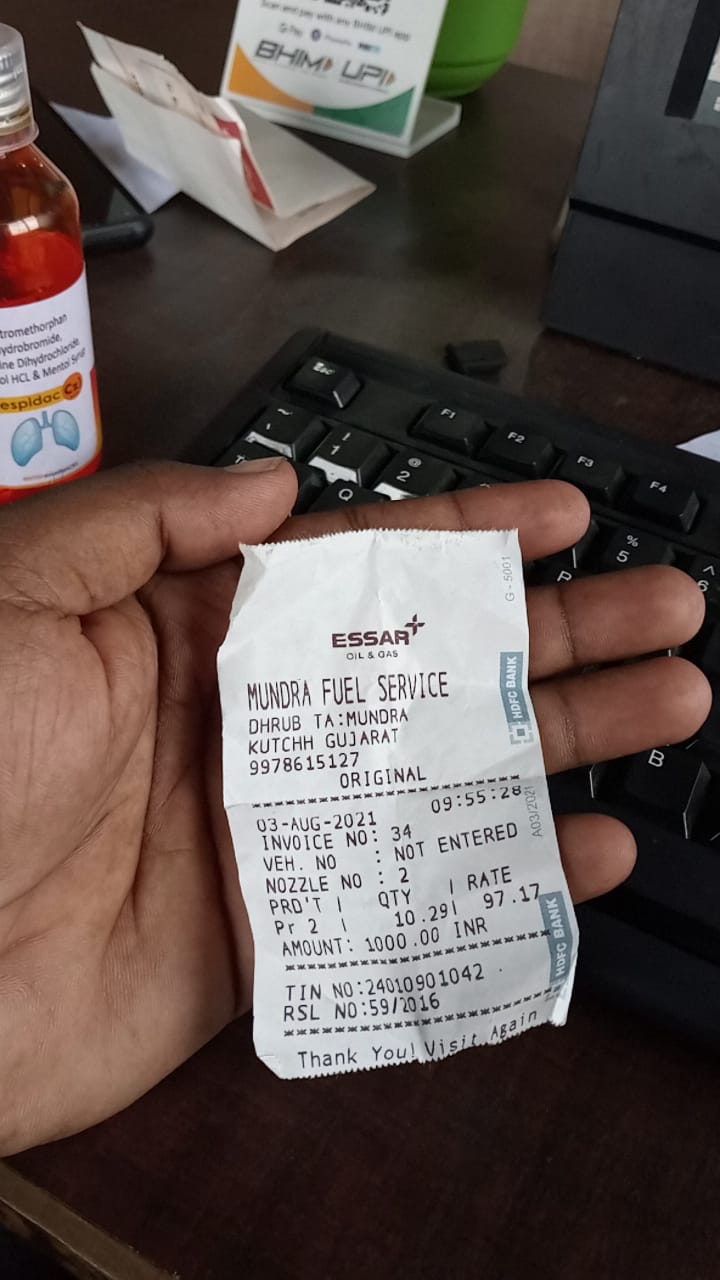 Scan and pay with any BHIM UPI app
G Pay
BHIM UPI
tromethorphan
ydrobromide,
ine Dihydrochloride,
ol HCL & Mentol Syrup
espidac Cs
Esc
F1
F2
F3
F4
~
!
1
@
2
Q
%
5
^
6
B
G - 5001
ESSAR
OIL & GAS
HDFC BANK
MUNDRA FUEL SERVICE
DHRUB TA:MUNDRA
KUTCHH GUJARAT
9978615127
ORIGINAL
03-AUG-2021 09:55:28
A03/2021
INVOICE NO: 34
VEH. NO : NOT ENTERED
NOZZLE NO : 2
PRD'T | QTY | RATE
Pr 2 | 10.29| 97.17
AMOUNT: 1000.00 INR
HDFC BANK
TIN NO:24010901042
RSL NO:59/2016
Thank You! Visit Again